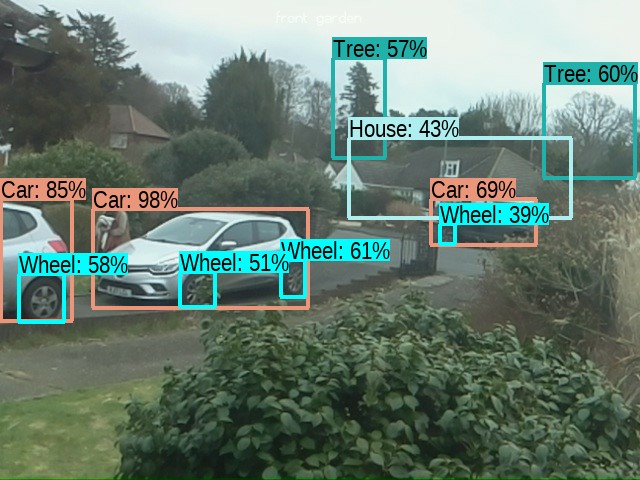 front garden
Tree: 57%
Tree: 60%
House: 43%
Car: 85%
Car: 98%
Car: 69%
Wheel: 39%
Wheel: 58%
Wheel: 51%
Wheel: 61%